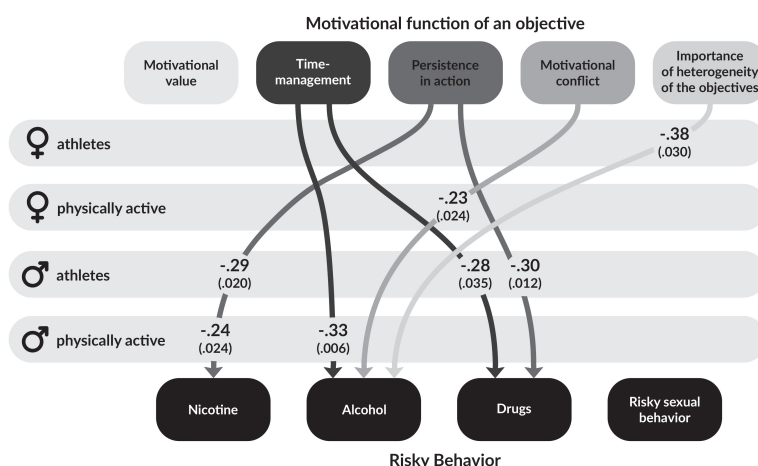 Motivational function of an objective
Motivational
value
Time-
management
Persistence
in action
Motivational
conflict
Importance
of heterogeneity
of the objectives
athletes
-.38
(.030)
physically active
-.23
(.024)
athletes
-.29
(.020)
-.28
(.035)
-.30
(.012)
physically active
-.24
(.024)
-.33
(.006)
Nicotine
Alcohol
Drugs
Risky sexual
behavior
Risky Behavior